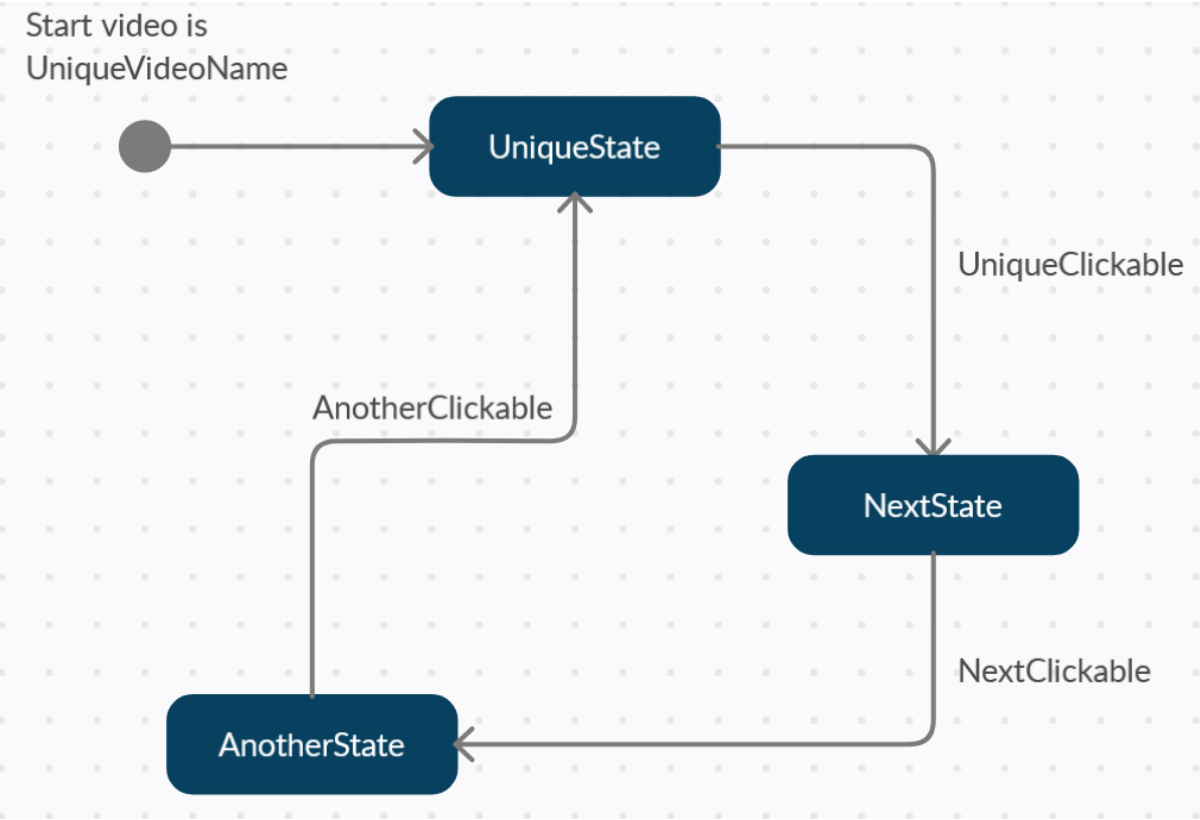 Start video is
UniqueVideoName
UniqueState
UniqueClickable
AnotherClickable
NextState
NextClickable
AnotherState